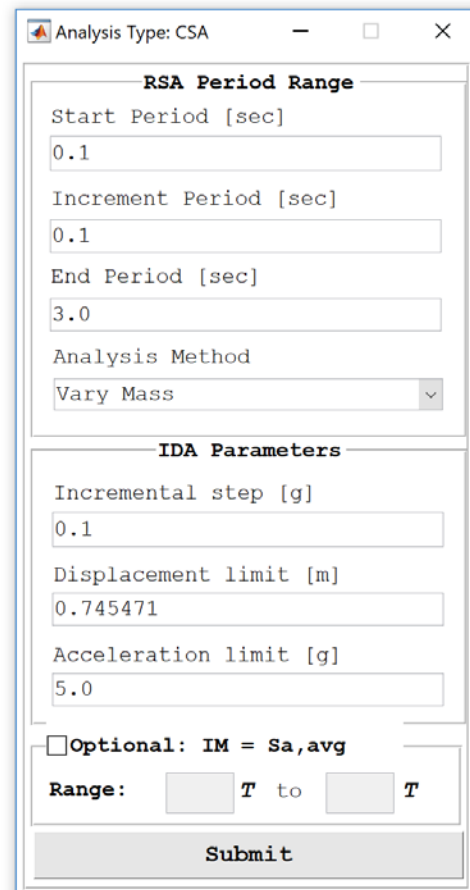 Analysis Type: CSA
RSA Period Range
Start Period [sec]
0.1
Increment Period [sec]
0.1
End Period [sec]
3.0
Analysis Method
Vary Mass
IDA Parameters
Incremental step [g]
0.1
Displacement limit [m]
0.745471
Acceleration limit [g]
5.0
Optional: IM = Sa,avg
Range: T to T
Submit